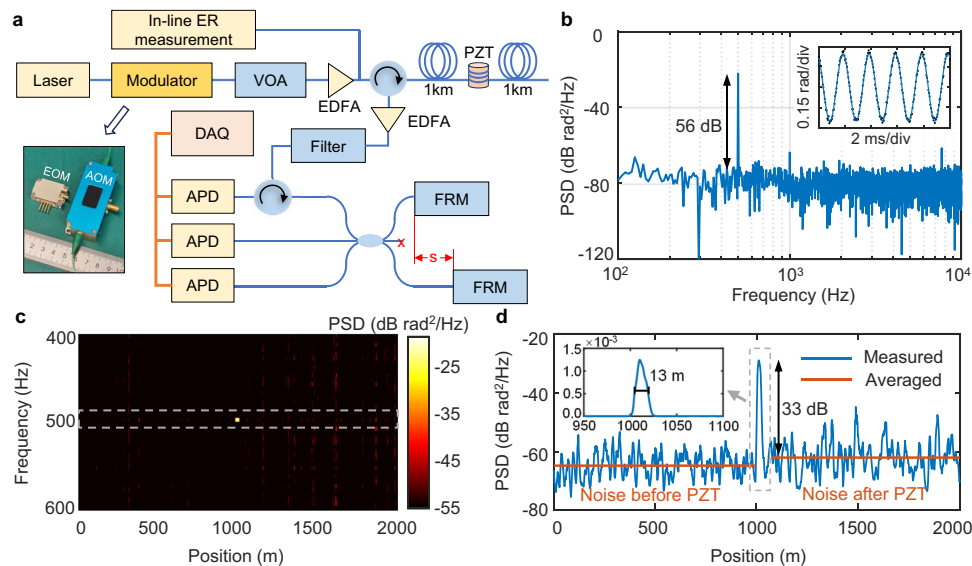 a
In-line ER
measurement
Laser
Modulator
VOA
EDFA
1km
PZT
1km
EDFA
DAQ
Filter
EOM
AOM
APD
FRM
APD
x
s
APD
FRM
b
PSD (dB rad²/Hz)
0
-40
-80
-120
56 dB
0.15 rad/div
2 ms/div
10² 10³ 10⁴
Frequency (Hz)
c
PSD (dB rad²/Hz)
Frequency (Hz)
400
500
600
0 500 1000 1500 2000
Position (m)
-25
-35
-45
-55
d
PSD (dB rad²/Hz)
-20
-40
-60
-80
×10⁻³
1.5
1.0
0.5
0.0
13 m
950 1000 1050 1100
Measured
Averaged
33 dB
Noise before PZT
Noise after PZT
0 500 1000 1500 2000
Position (m)